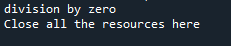 division by zero
Close all the resources here